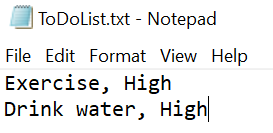 ToDoList.txt - Notepad
File Edit Format View Help
Exercise, High
Drink water, High